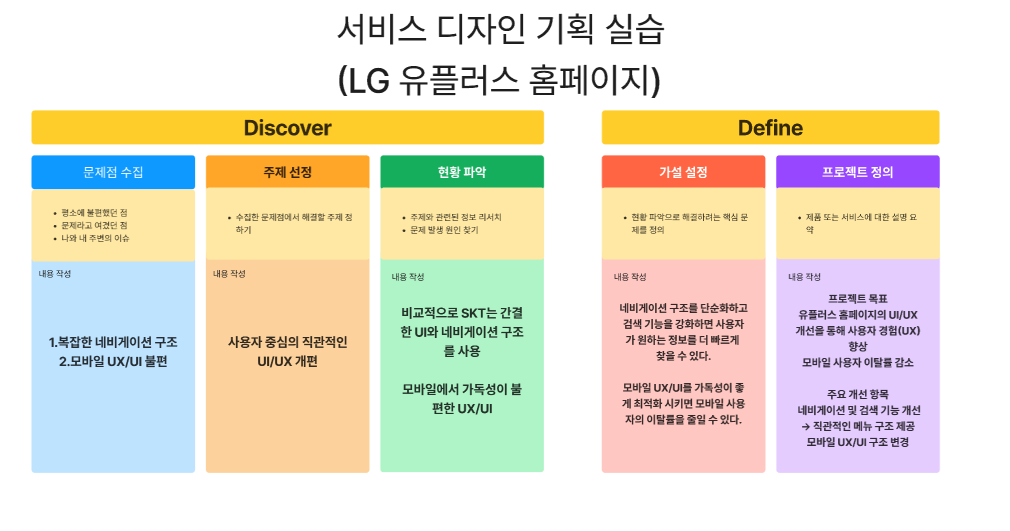 서비스 디자인 기획 실습
(LG 유플러스 홈페이지)
Discover
문제점 수집
• 평소에 불편했던 점
• 문제라고 여겼던 점
• 나와 내 주변의 이슈
내용 작성
1.복잡한 네비게이션 구조
2.모바일 UX/UI 불편
주제 선정
• 수집한 문제점에서 해결할 주제 정
하기
내용 작성
사용자 중심의 직관적인
UI/UX 개편
현황 파악
• 주제와 관련된 정보 리서치
• 문제 발생 원인 찾기
내용 작성
비교적으로 SKT는 간결
한 UI와 네비게이션 구조
를 사용
모바일에서 가독성이 불
편한 UX/UI
Define
가설 설정
• 현황 파악으로 해결하려는 핵심 문
제를 정의
내용 작성
네비게이션 구조를 단순화하고
검색 기능을 강화하면 사용자
가 원하는 정보를 더 빠르게
찾을 수 있다.
모바일 UX/UI를 가독성이 좋
게 최적화 시키면 모바일 사용
자의 이탈률을 줄일 수 있다.
프로젝트 정의
• 제품 또는 서비스에 대한 설명 요
약
내용 작성
프로젝트 목표
유플러스 홈페이지의 UI/UX
개선을 통해 사용자 경험(UX)
향상
모바일 사용자 이탈률 감소
주요 개선 항목
네비게이션 및 검색 기능 개선
→ 직관적인 메뉴 구조 제공
모바일 UX/UI 구조 변경